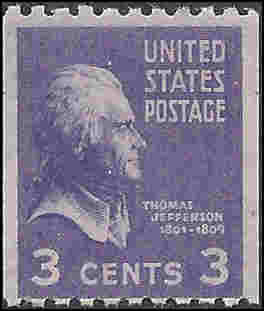 UNITED
STATES
POSTAGE
THOMAS
JEFFERSON
1801-1809
3 CENTS 3